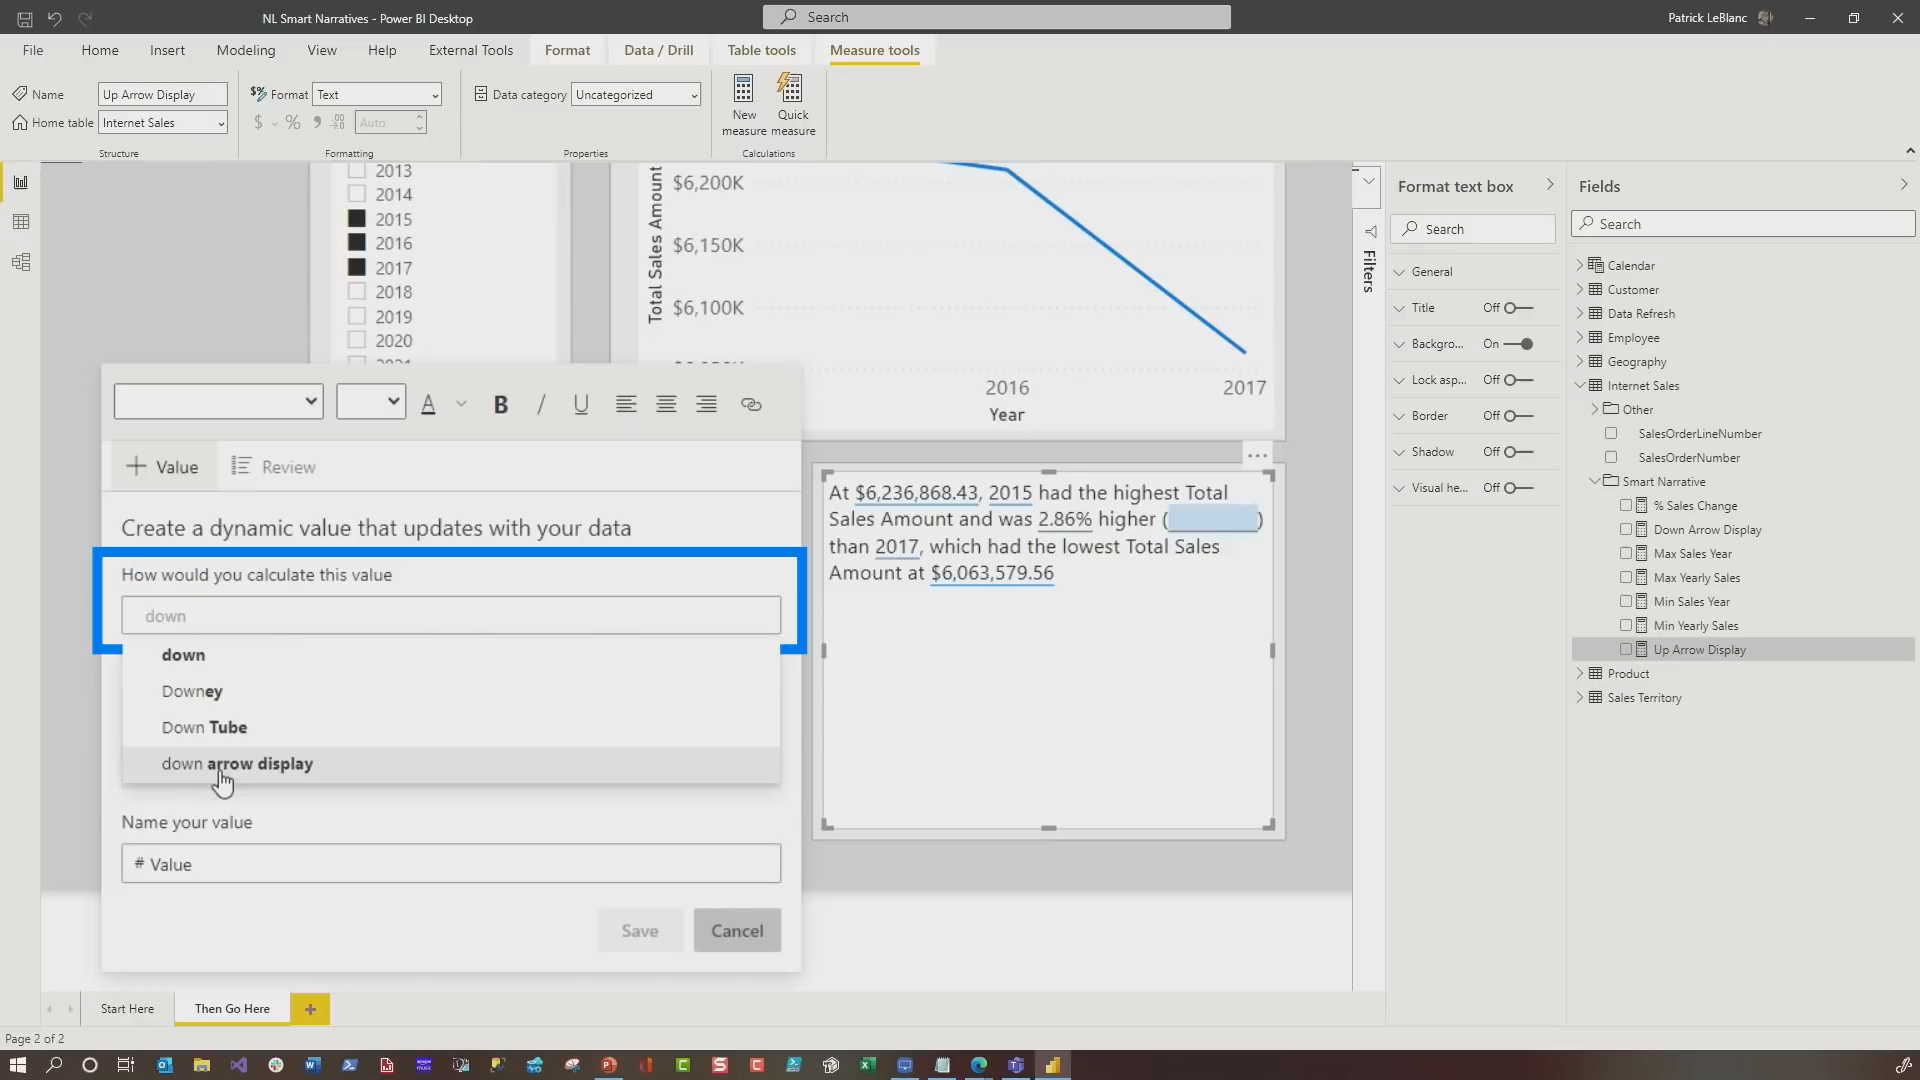 NL Smart Narratives - Power BI Desktop
Search
Patrick LeBlanc
File
Home
Insert
Modeling
View
Help
External Tools
Format
Data / Drill
Table tools
Measure tools
Name
Up Arrow Display
Home table
Internet Sales
Structure
$% Format
Text
$
%
Auto
Formatting
Data category
Uncategorized
Properties
New measure
Quick measure
Calculations
2013
2014
2015
2016
2017
2018
2019
2020
Total Sales Amount
$6,200K
$6,150K
$6,100K
2016
2017
Year
A
B
I
U
Value
Review
Create a dynamic value that updates with your data
How would you calculate this value
down
down
Downey
Down Tube
down arrow display
Name your value
# Value
Save
Cancel
At $6,236,868.43, 2015 had the highest Total
Sales Amount and was 2.86% higher ( )
than 2017, which had the lowest Total Sales
Amount at $6,063,579.56
Filters
Format text box
Search
General
Title Off
Backgro... On
Lock asp... Off
Border Off
Shadow Off
Visual he... Off
Fields
Search
Calendar
Customer
Data Refresh
Employee
Geography
Internet Sales
Other
SalesOrderLineNumber
SalesOrderNumber
Smart Narrative
% Sales Change
Down Arrow Display
Max Sales Year
Max Yearly Sales
Min Sales Year
Min Yearly Sales
Up Arrow Display
Product
Sales Territory
Start Here
Then Go Here
Page 2 of 2